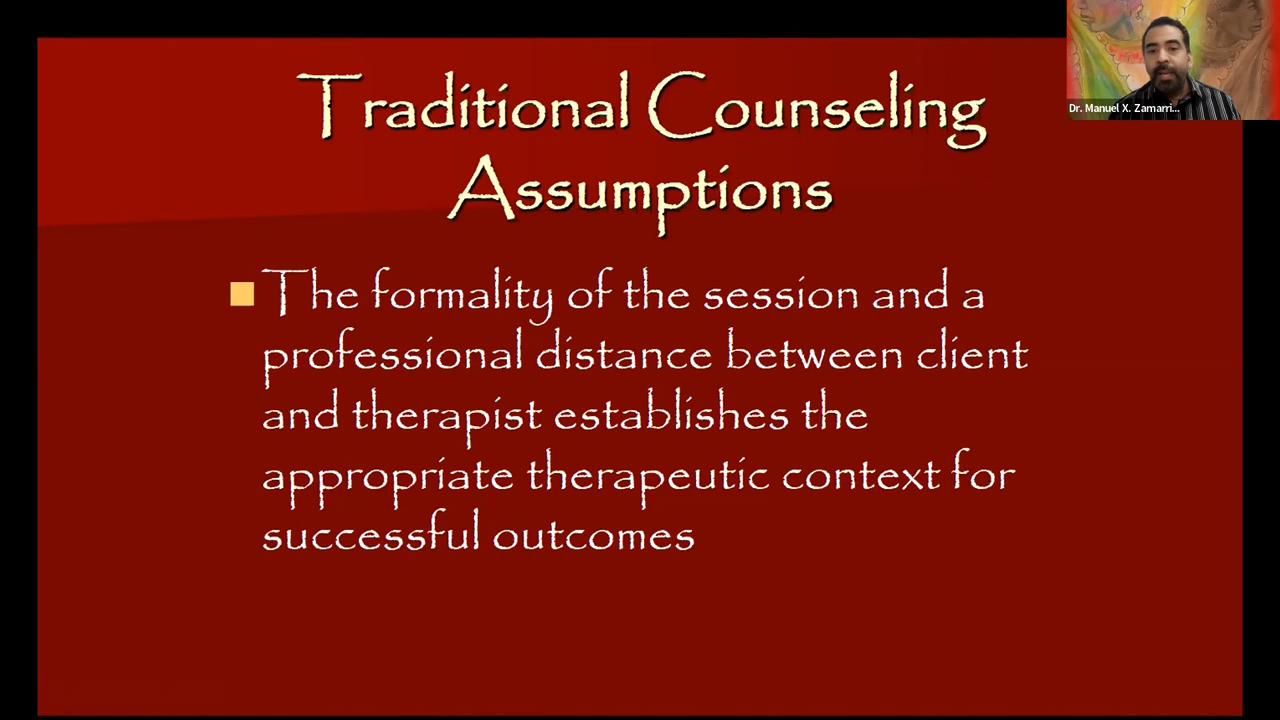 Traditional Counseling
Assumptions
The formality of the session and a
professional distance between client
and therapist establishes the
appropriate therapeutic context for
successful outcomes
Dr. Manuel X. Zamarri...